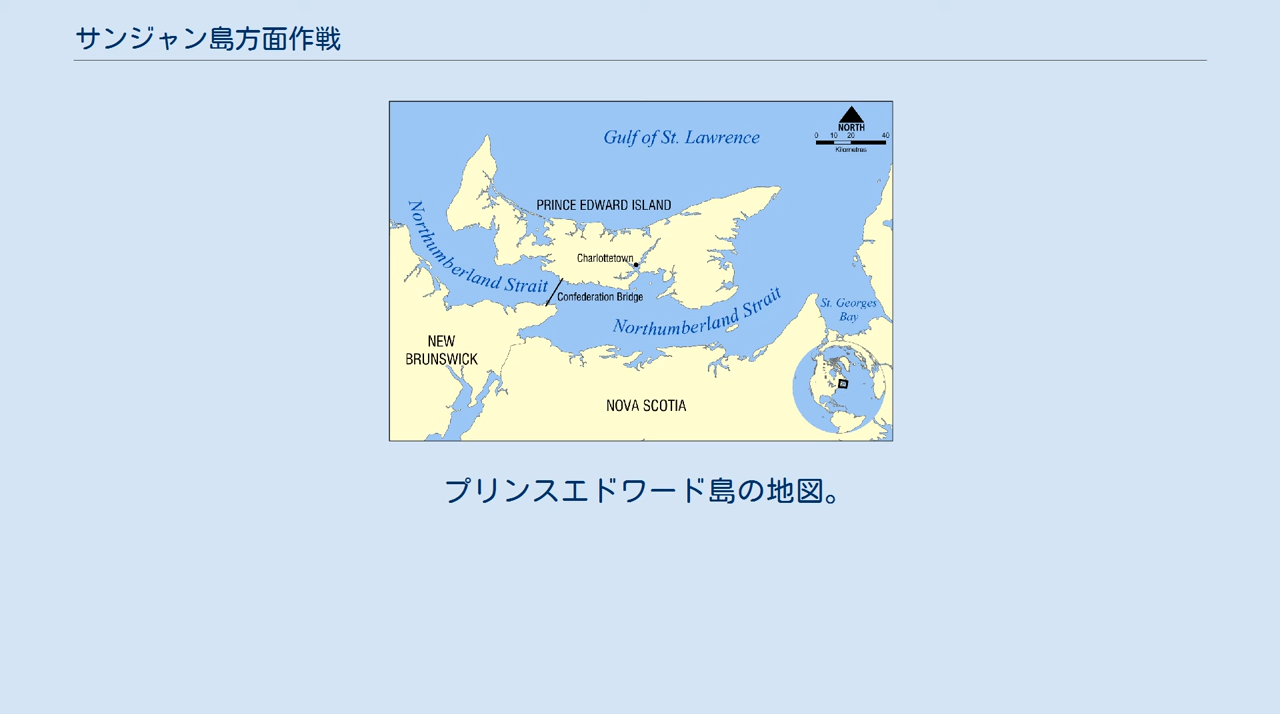 サンジャン島方面作戦
Gulf of St. Lawrence
NORTH
0 10 20 40
Kilometres
PRINCE EDWARD ISLAND
Northumberland Strait
Charlottetown
Confederation Bridge
Northumberland Strait
St. Georges
Bay
NEW
BRUNSWICK
NOVA SCOTIA
プリンスエドワード島の地図。